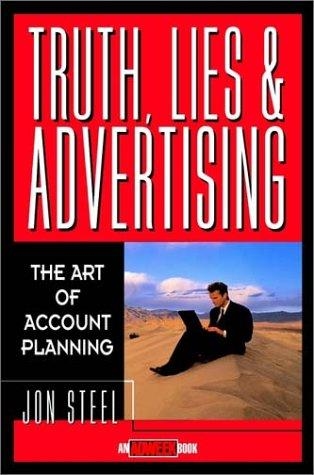 TRUTH, LIES &
ADVERTISING
THE ART
OF
ACCOUNT
PLANNING
JON STEEL
AN ADWEEK BOOK